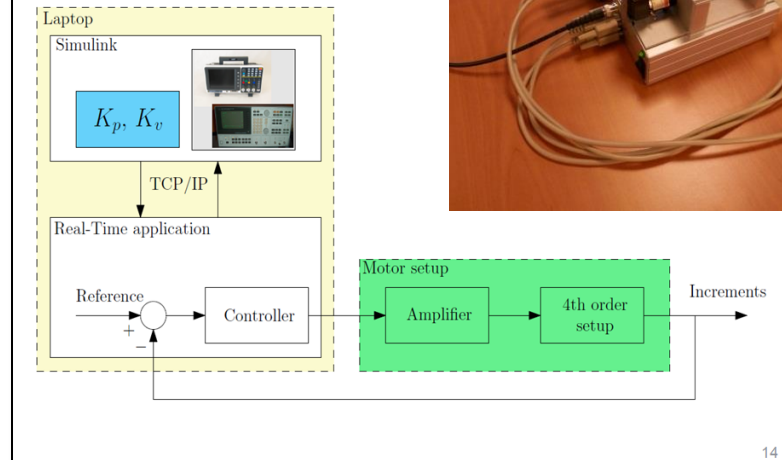 Laptop
Simulink
Kp, Kv
TCP/IP
Real-Time application
Reference
+
−
Controller
Motor setup
Amplifier
4th order
setup
Increments
14